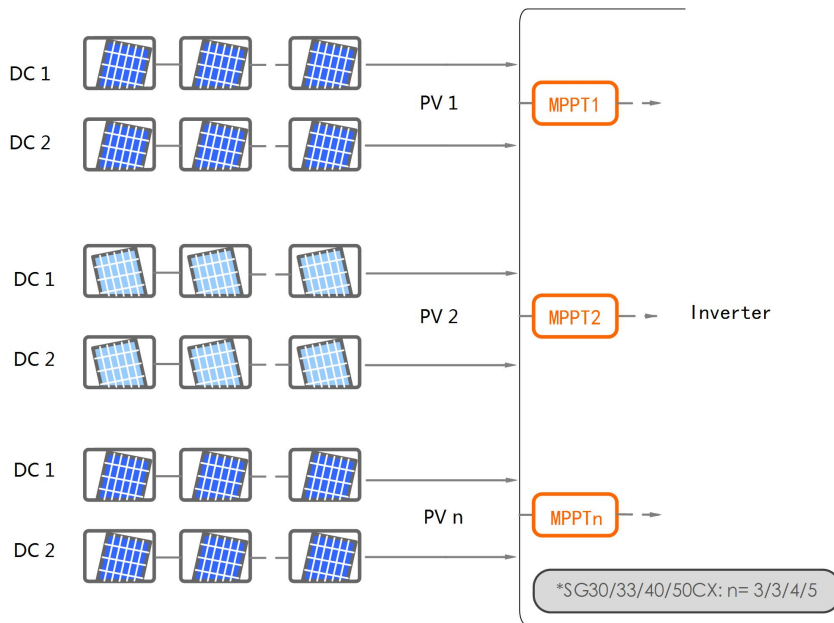 DC 1
PV 1
MPPT1
DC 2
DC 1
PV 2
MPPT2
Inverter
DC 2
DC 1
PV n
MPPTn
DC 2
*SG30/33/40/50CX: n= 3/3/4/5